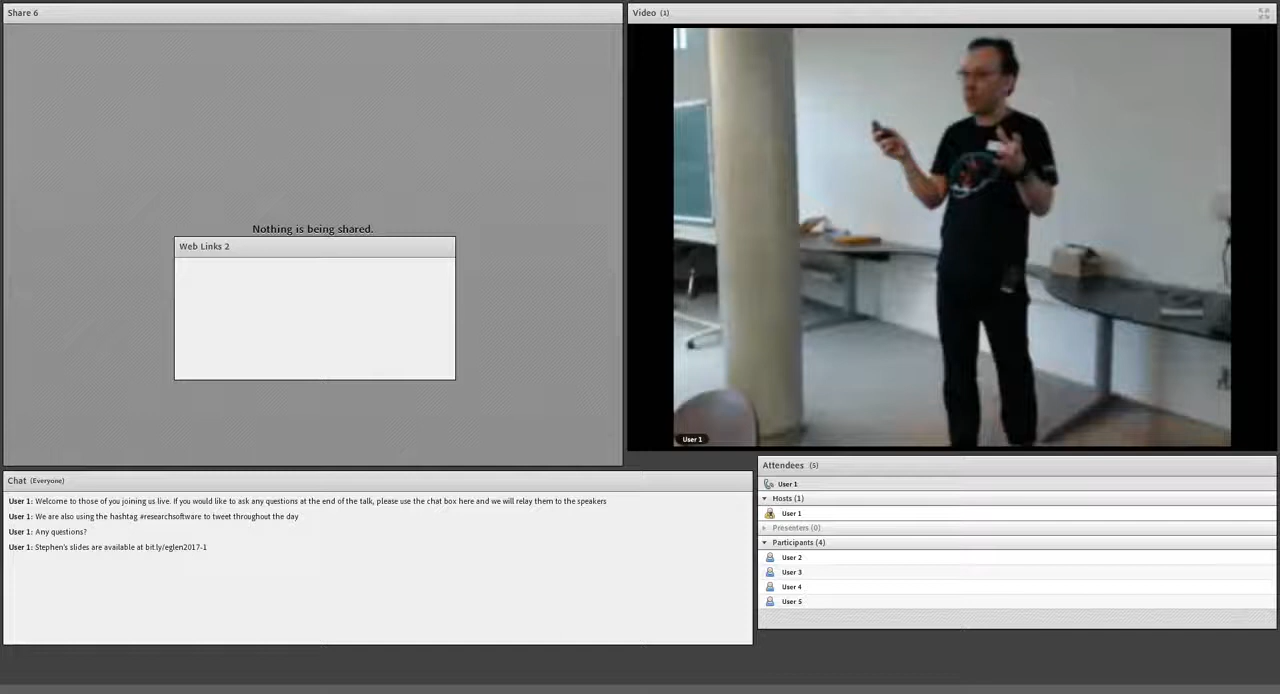 Share 6
Video (1)
Nothing is being shared.
Web Links 2
User 1
Chat (Everyone)
User 1: Welcome to those of you joining us live. If you would like to ask any questions at the end of the talk, please use the chat box here and we will relay them to the speakers
User 1: We are also using the hashtag #researchsoftware to tweet throughout the day
User 1: Any questions?
User 1: Stephen's slides are available at bit.ly/eglen2017-1
Attendees (5)
User 1
Hosts (1)
User 1
Presenters (0)
Participants (4)
User 2
User 3
User 4
User 5